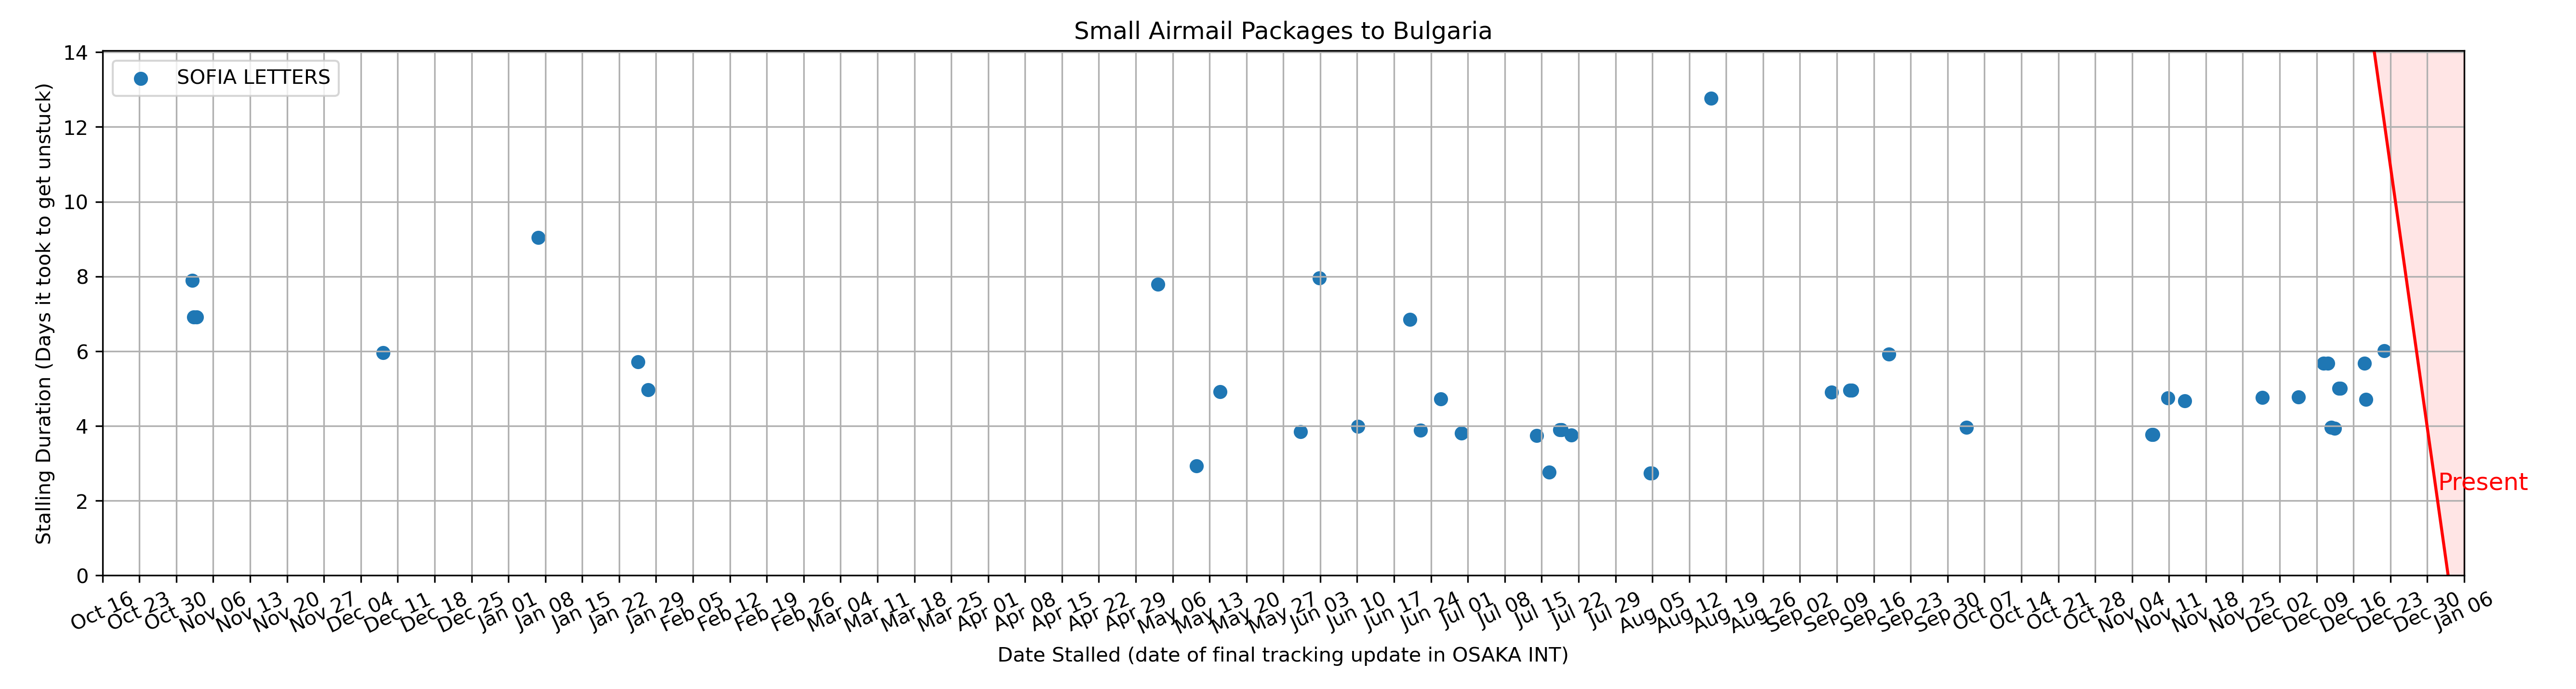 Small Airmail Packages to Bulgaria
SOFIA LETTERS
Stalling Duration (Days it took to get unstuck)
14
12
10
8
6
4
2
0
Present
Oct 16 Oct 23 Oct 30 Nov 06 Nov 13 Nov 20 Nov 27 Dec 04 Dec 11 Dec 18 Dec 25 Jan 01 Jan 08 Jan 15 Jan 22 Jan 29 Feb 05 Feb 12 Feb 19 Feb 26 Mar 04 Mar 11 Mar 18 Mar 25 Apr 01 Apr 08 Apr 15 Apr 22 Apr 29 May 06 May 13 May 20 May 27 Jun 03 Jun 10 Jun 17 Jun 24 Jul 01 Jul 08 Jul 15 Jul 22 Jul 29 Aug 05 Aug 12 Aug 19 Aug 26 Sep 02 Sep 09 Sep 16 Sep 23 Sep 30 Oct 07 Oct 14 Oct 21 Oct 28 Nov 04 Nov 11 Nov 18 Nov 25 Dec 02 Dec 09 Dec 16 Dec 23 Dec 30 Jan 06
Date Stalled (date of final tracking update in OSAKA INT)